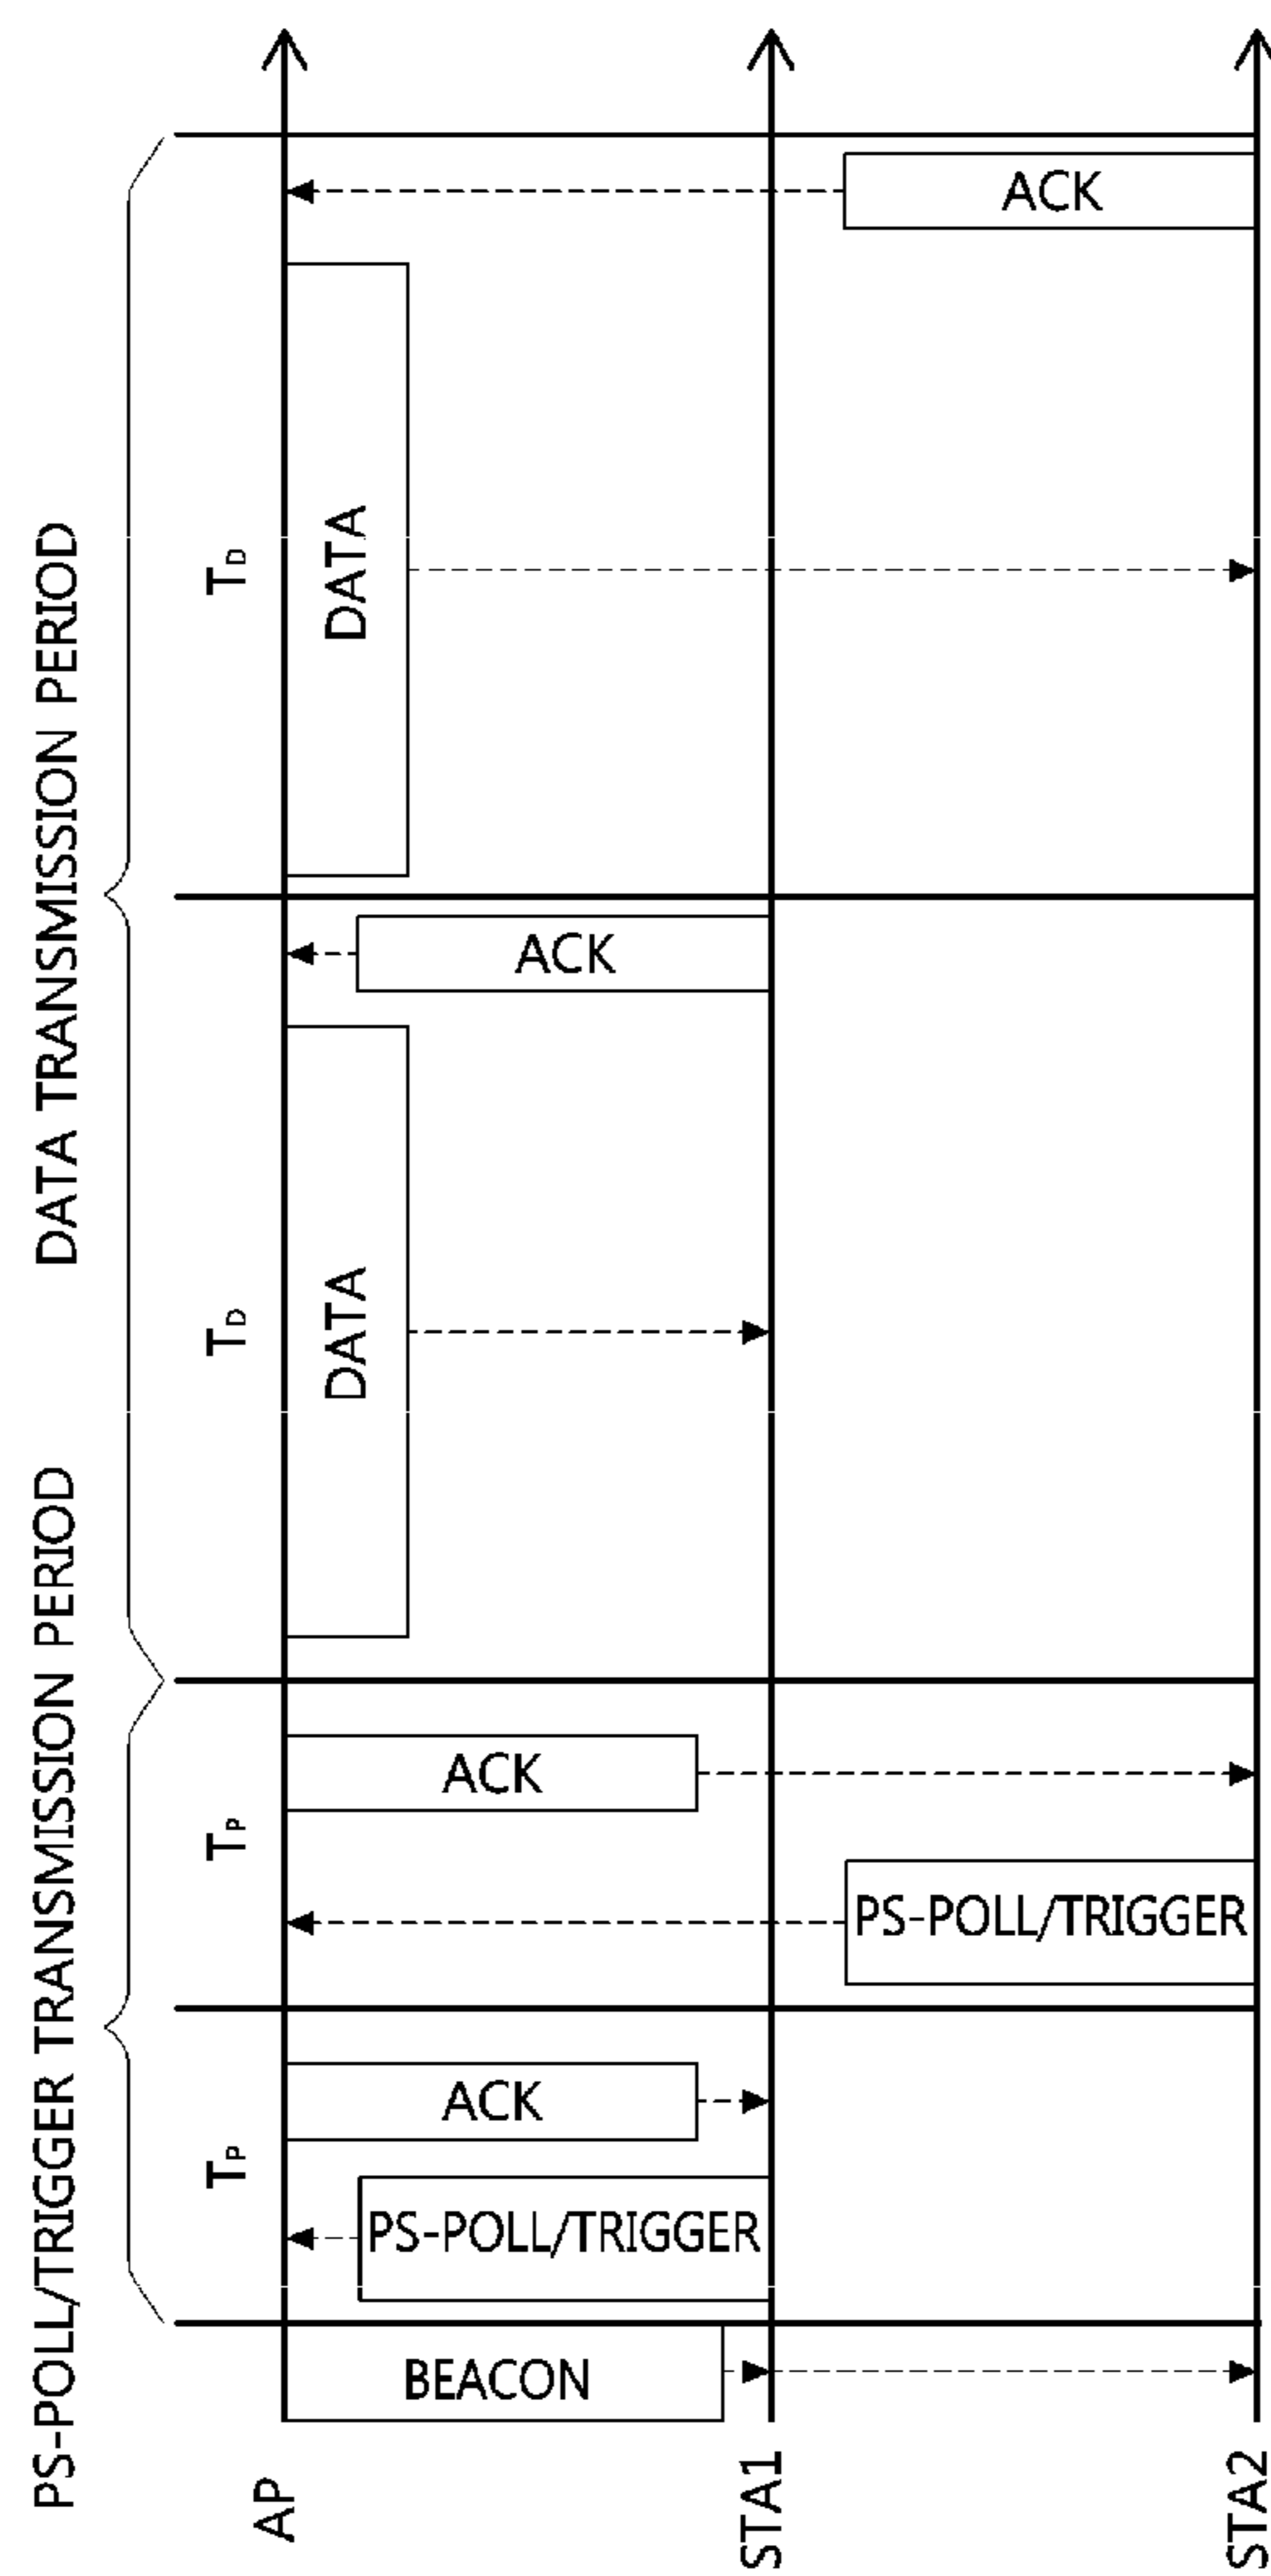 PS-POLL/TRIGGER TRANSMISSION PERIOD
DATA TRANSMISSION PERIOD
TP
TP
TD
TD
AP
BEACON
ACK
ACK
DATA
DATA
STA1
PS-POLL/TRIGGER
ACK
STA2
PS-POLL/TRIGGER
ACK